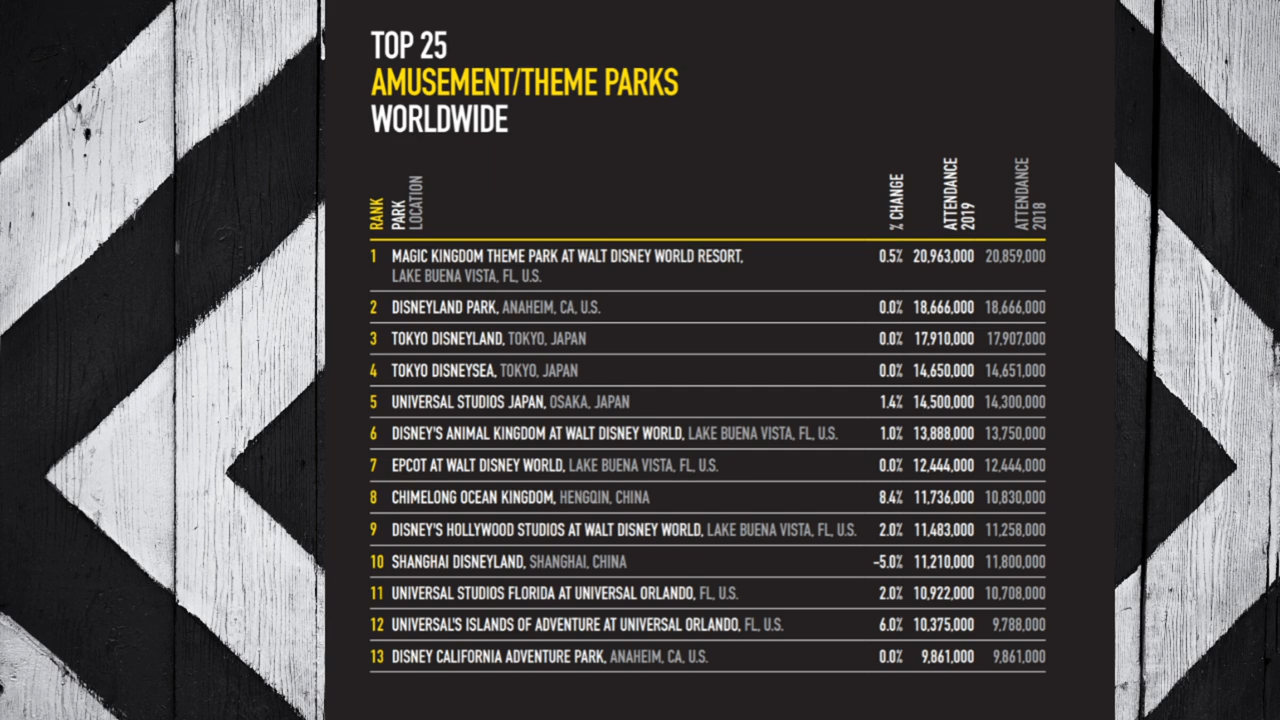 TOP 25
AMUSEMENT/THEME PARKS
WORLDWIDE
RANK PARK LOCATION % CHANGE ATTENDANCE 2019 ATTENDANCE 2018
1 MAGIC KINGDOM THEME PARK AT WALT DISNEY WORLD RESORT, 0.5% 20,963,000 20,859,000
LAKE BUENA VISTA, FL, U.S.
2 DISNEYLAND PARK, ANAHEIM, CA, U.S. 0.0% 18,666,000 18,666,000
3 TOKYO DISNEYLAND, TOKYO, JAPAN 0.0% 17,910,000 17,907,000
4 TOKYO DISNEYSEA, TOKYO, JAPAN 0.0% 14,650,000 14,651,000
5 UNIVERSAL STUDIOS JAPAN, OSAKA, JAPAN 1.4% 14,500,000 14,300,000
6 DISNEY'S ANIMAL KINGDOM AT WALT DISNEY WORLD, LAKE BUENA VISTA, FL, U.S. 1.0% 13,888,000 13,750,000
7 EPCOT AT WALT DISNEY WORLD, LAKE BUENA VISTA, FL, U.S. 0.0% 12,444,000 12,444,000
8 CHIMELONG OCEAN KINGDOM, HENGQIN, CHINA 8.4% 11,736,000 10,830,000
9 DISNEY'S HOLLYWOOD STUDIOS AT WALT DISNEY WORLD, LAKE BUENA VISTA, FL, U.S. 2.0% 11,483,000 11,258,000
10 SHANGHAI DISNEYLAND, SHANGHAI, CHINA -5.0% 11,210,000 11,800,000
11 UNIVERSAL STUDIOS FLORIDA AT UNIVERSAL ORLANDO, FL, U.S. 2.0% 10,922,000 10,708,000
12 UNIVERSAL'S ISLANDS OF ADVENTURE AT UNIVERSAL ORLANDO, FL, U.S. 6.0% 10,375,000 9,788,000
13 DISNEY CALIFORNIA ADVENTURE PARK, ANAHEIM, CA, U.S. 0.0% 9,861,000 9,861,000